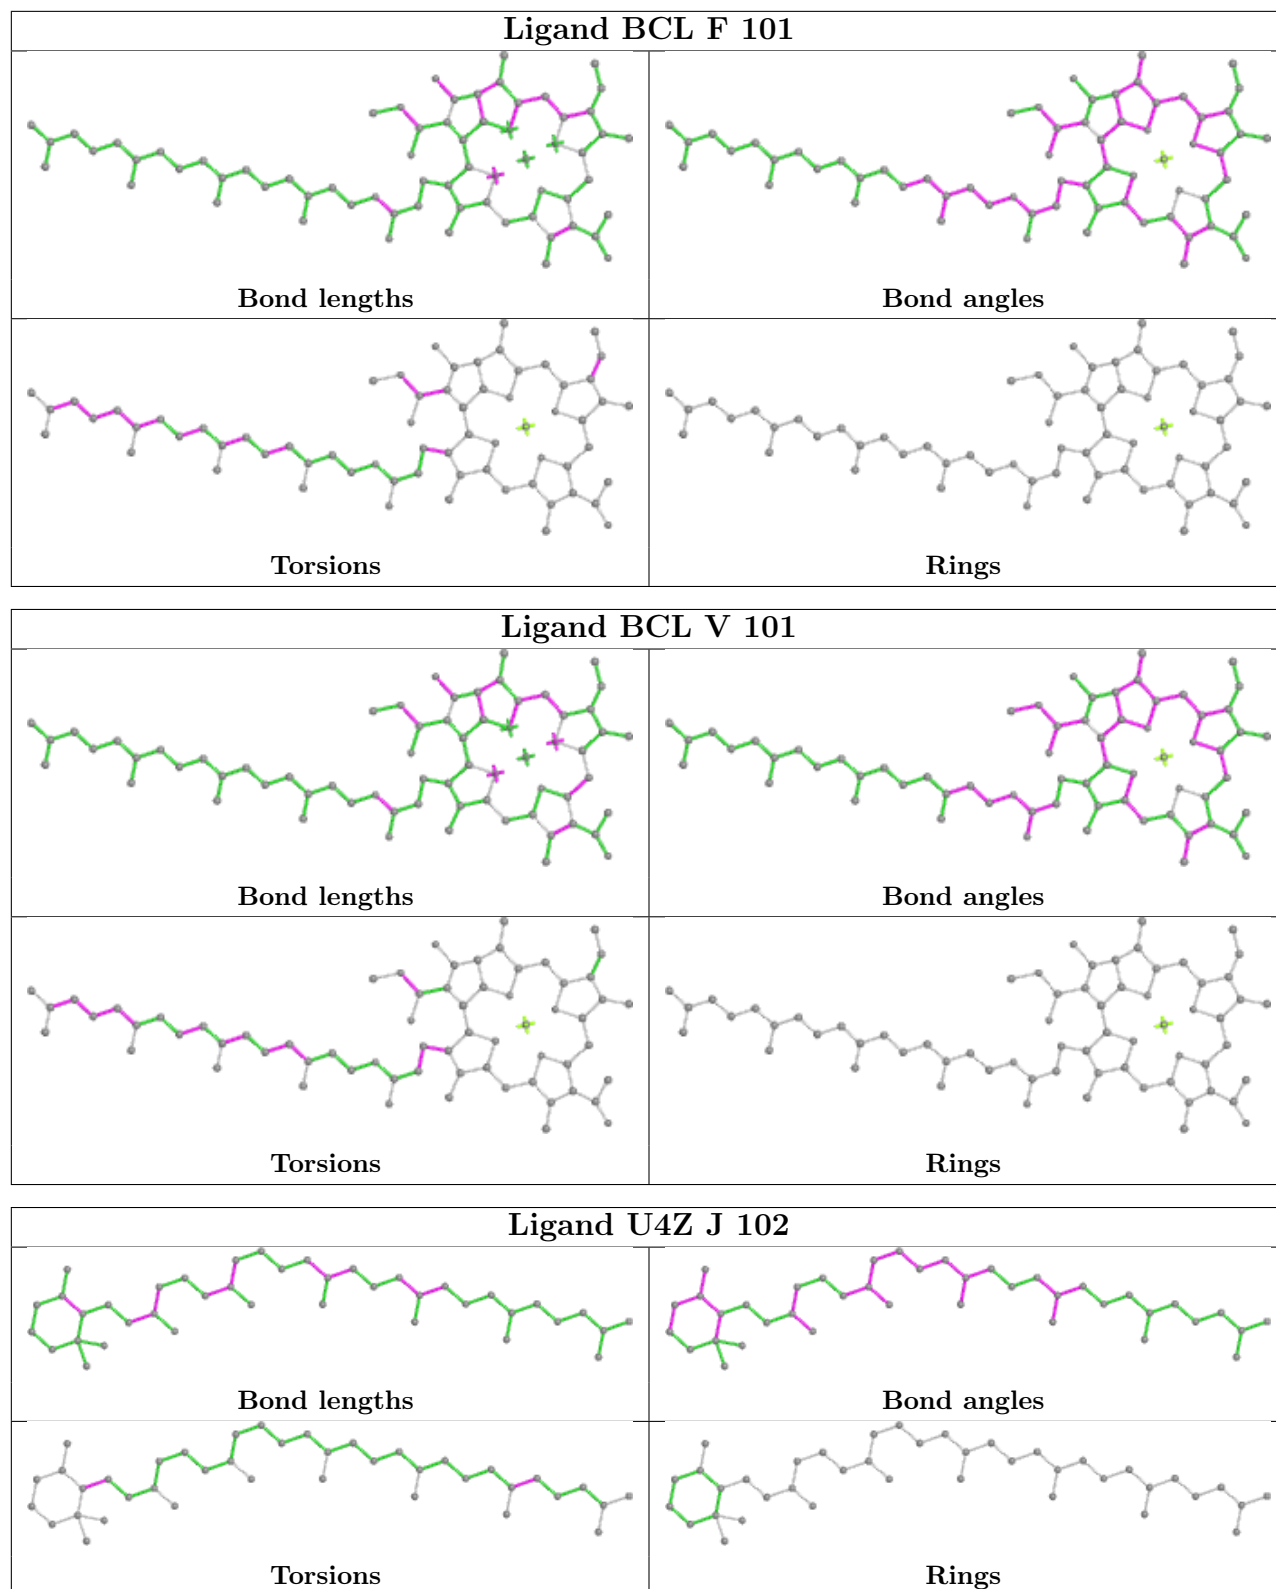 Ligand BCL F 101
Bond lengths
Bond angles
Torsions
Rings
Ligand BCL V 101
Bond lengths
Bond angles
Torsions
Rings
Ligand U4Z J 102
Bond lengths
Bond angles
Torsions
Rings